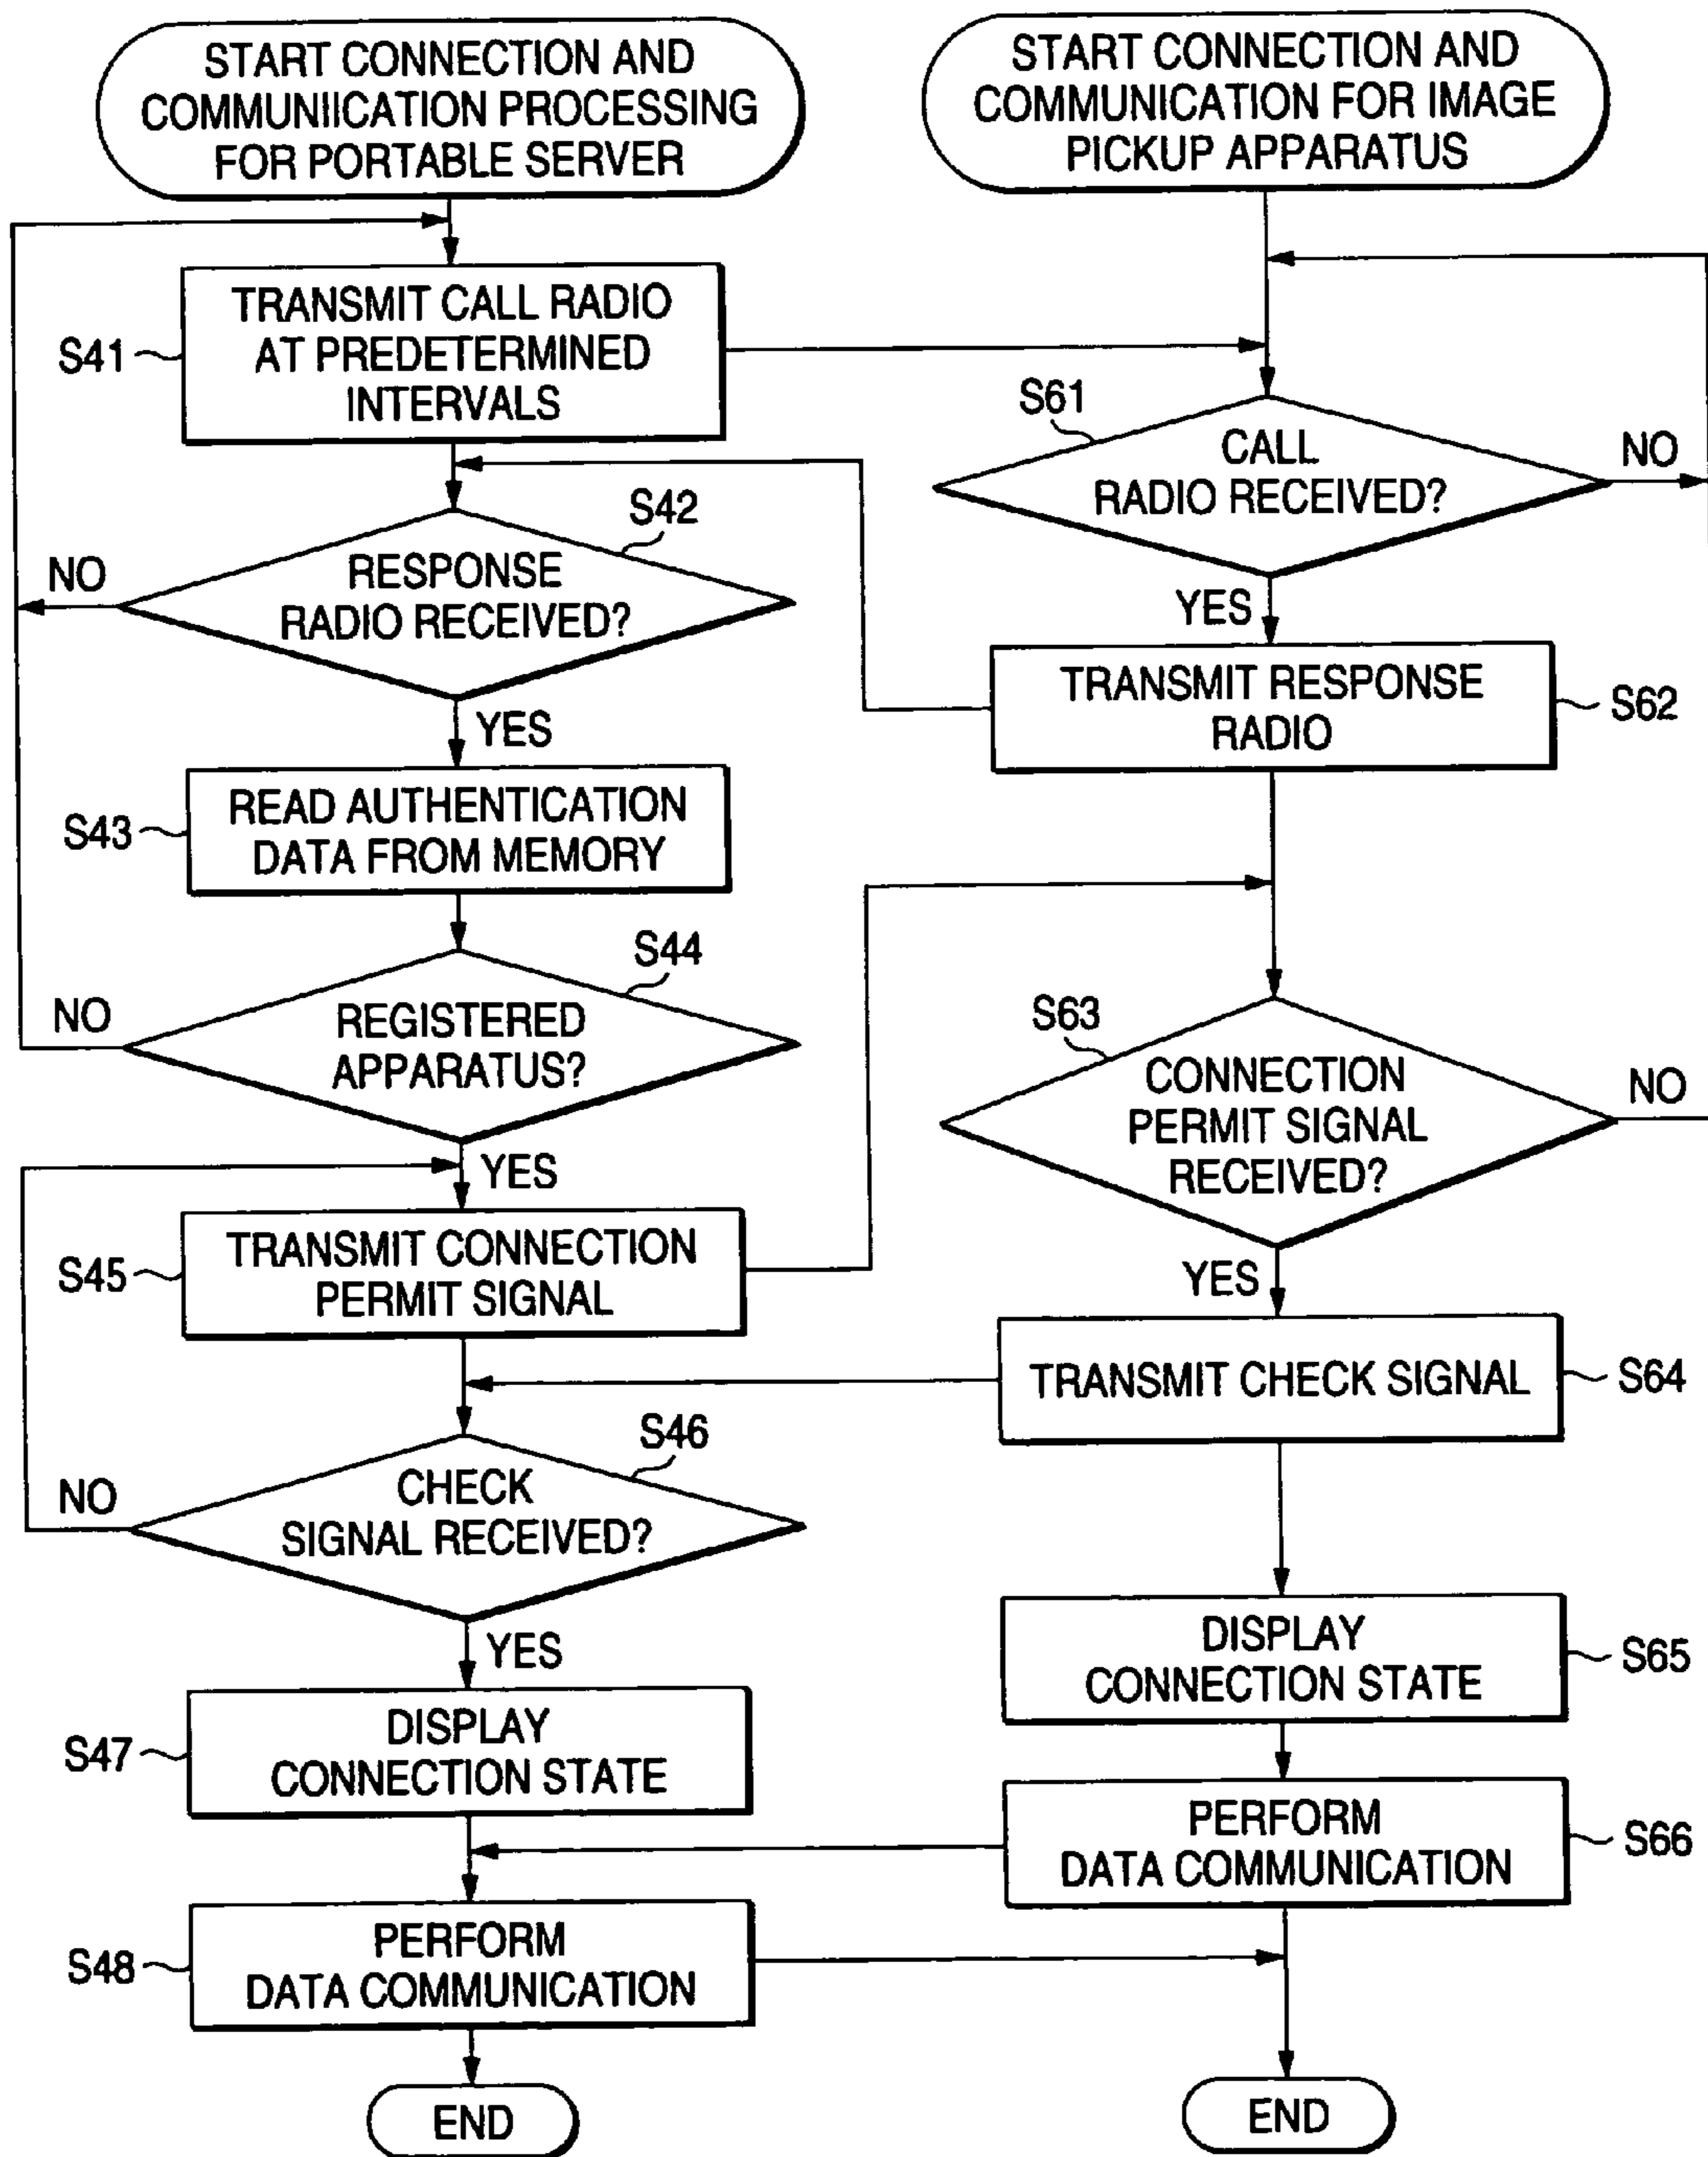 START CONNECTION AND
COMMUNIICATION PROCESSING
FOR PORTABLE SERVER
START CONNECTION AND
COMMUNICATION FOR IMAGE
PICKUP APPARATUS
S41
TRANSMIT CALL RADIO
AT PREDETERMINED
INTERVALS
S61
CALL
RADIO RECEIVED?
NO
YES
S42
RESPONSE
RADIO RECEIVED?
NO
YES
TRANSMIT RESPONSE
RADIO
S62
S43
READ AUTHENTICATION
DATA FROM MEMORY
S44
REGISTERED
APPARATUS?
NO
YES
S63
CONNECTION
PERMIT SIGNAL
RECEIVED?
NO
YES
S45
TRANSMIT CONNECTION
PERMIT SIGNAL
TRANSMIT CHECK SIGNAL
S64
S46
CHECK
SIGNAL RECEIVED?
NO
YES
DISPLAY
CONNECTION STATE
S65
S47
DISPLAY
CONNECTION STATE
PERFORM
DATA COMMUNICATION
S66
S48
PERFORM
DATA COMMUNICATION
END
END